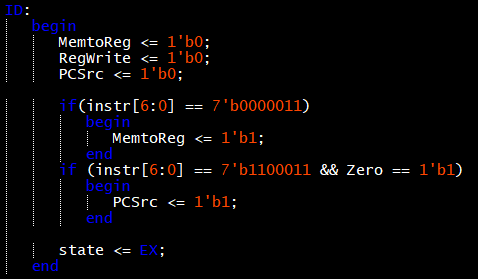 ID:
begin
MemtoReg <= 1'b0;
RegWrite <= 1'b0;
PCSrc <= 1'b0;
if(instr[6:0] == 7'b0000011)
begin
MemtoReg <= 1'b1;
end
if (instr[6:0] == 7'b1100011 && Zero == 1'b1)
begin
PCSrc <= 1'b1;
end
state <= EX;
end